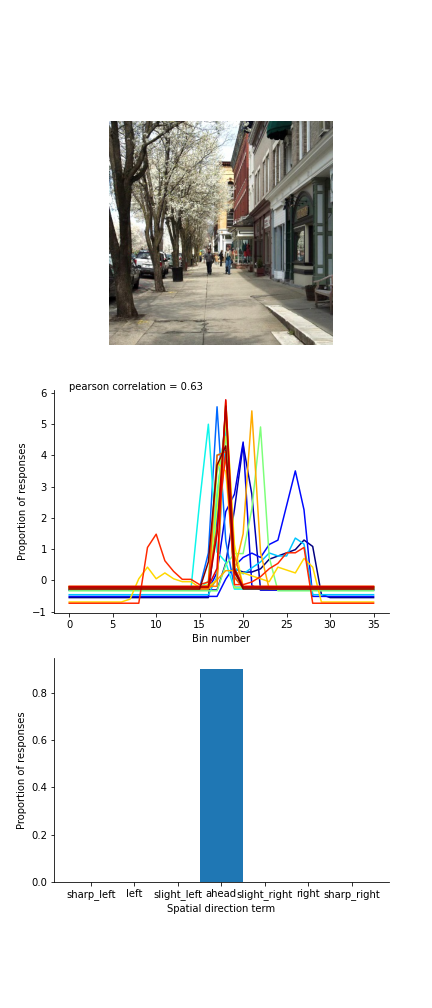 pearson correlation = 0.63
6
5
4
3
2
1
0
−1
Proportion of responses
0 5 10 15 20 25 30 35
Bin number
0.8
0.6
0.4
0.2
0.0
Proportion of responses
sharp_left left slight_left ahead slight_right right sharp_right
Spatial direction term